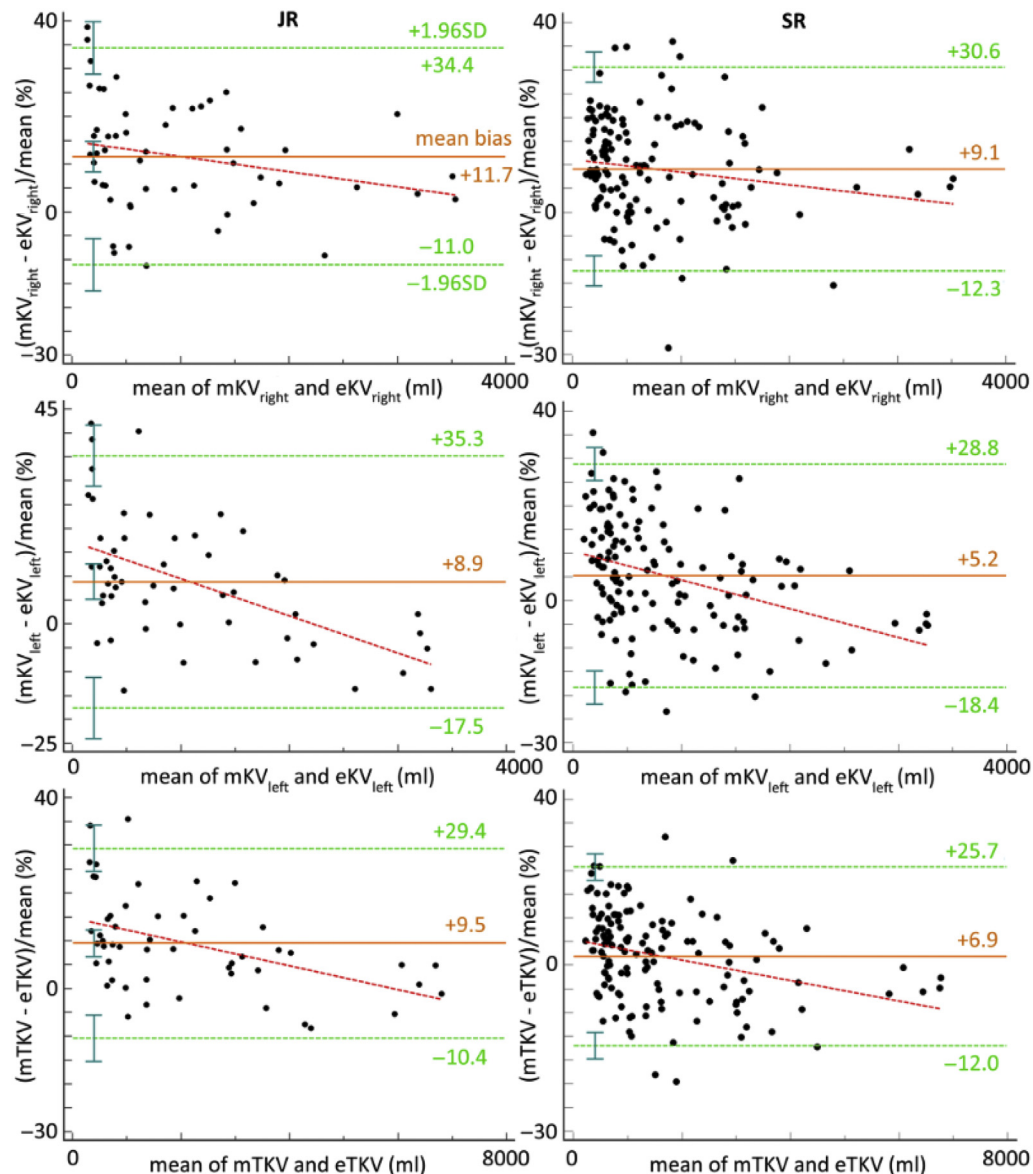 JR
40
+1.96SD
+34.4
mean bias
+11.7
0
−11.0
−1.96SD
−30
(mKVright - eKVright)/mean (%)
0
4000
mean of mKVright and eKVright (ml)
SR
40
+30.6
+9.1
0
−12.3
−30
(mKVright - eKVright)/mean (%)
0
4000
mean of mKVright and eKVright (ml)
45
+35.3
+8.9
0
−17.5
−25
(mKVleft - eKVleft)/mean (%)
0
4000
mean of mKVleft and eKVleft (ml)
40
+28.8
+5.2
0
−18.4
−30
(mKVleft - eKVleft)/mean (%)
0
4000
mean of mKVleft and eKVleft (ml)
40
+29.4
+9.5
0
−10.4
−30
(mTKV - eTKV)/mean (%)
0
8000
mean of mTKV and eTKV (ml)
40
+25.7
+6.9
0
−12.0
−30
(mTKV - eTKV)/mean (%)
0
8000
mean of mTKV and eTKV (ml)